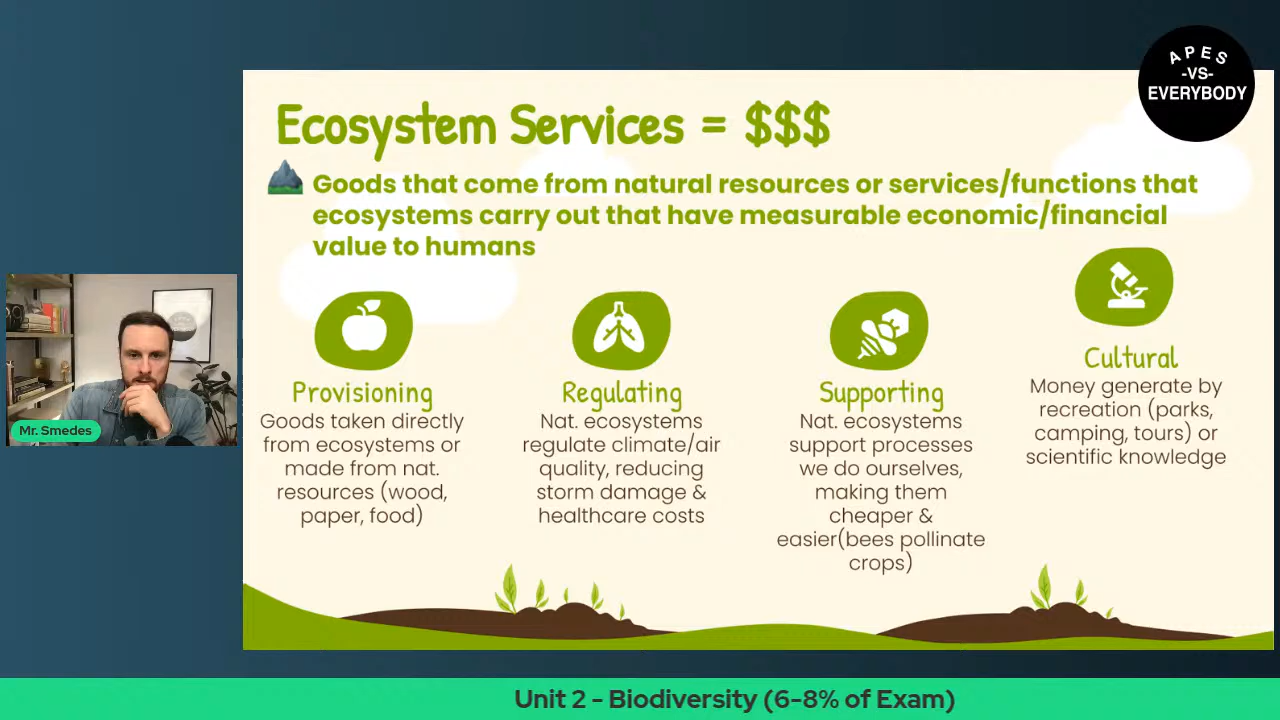 APES
-VS-
EVERYBODY
Ecosystem Services = $$$
Goods that come from natural resources or services/functions that
ecosystems carry out that have measurable economic/financial
value to humans
Provisioning
Goods taken directly
from ecosystems or
made from nat.
resources (wood,
paper, food)
Regulating
Nat. ecosystems
regulate climate/air
quality, reducing
storm damage &
healthcare costs
Supporting
Nat. ecosystems
support processes
we do ourselves,
making them
cheaper &
easier(bees pollinate
crops)
Cultural
Money generate by
recreation (parks,
camping, tours) or
scientific knowledge
Mr. Smedes
Unit 2 - Biodiversity (6-8% of Exam)